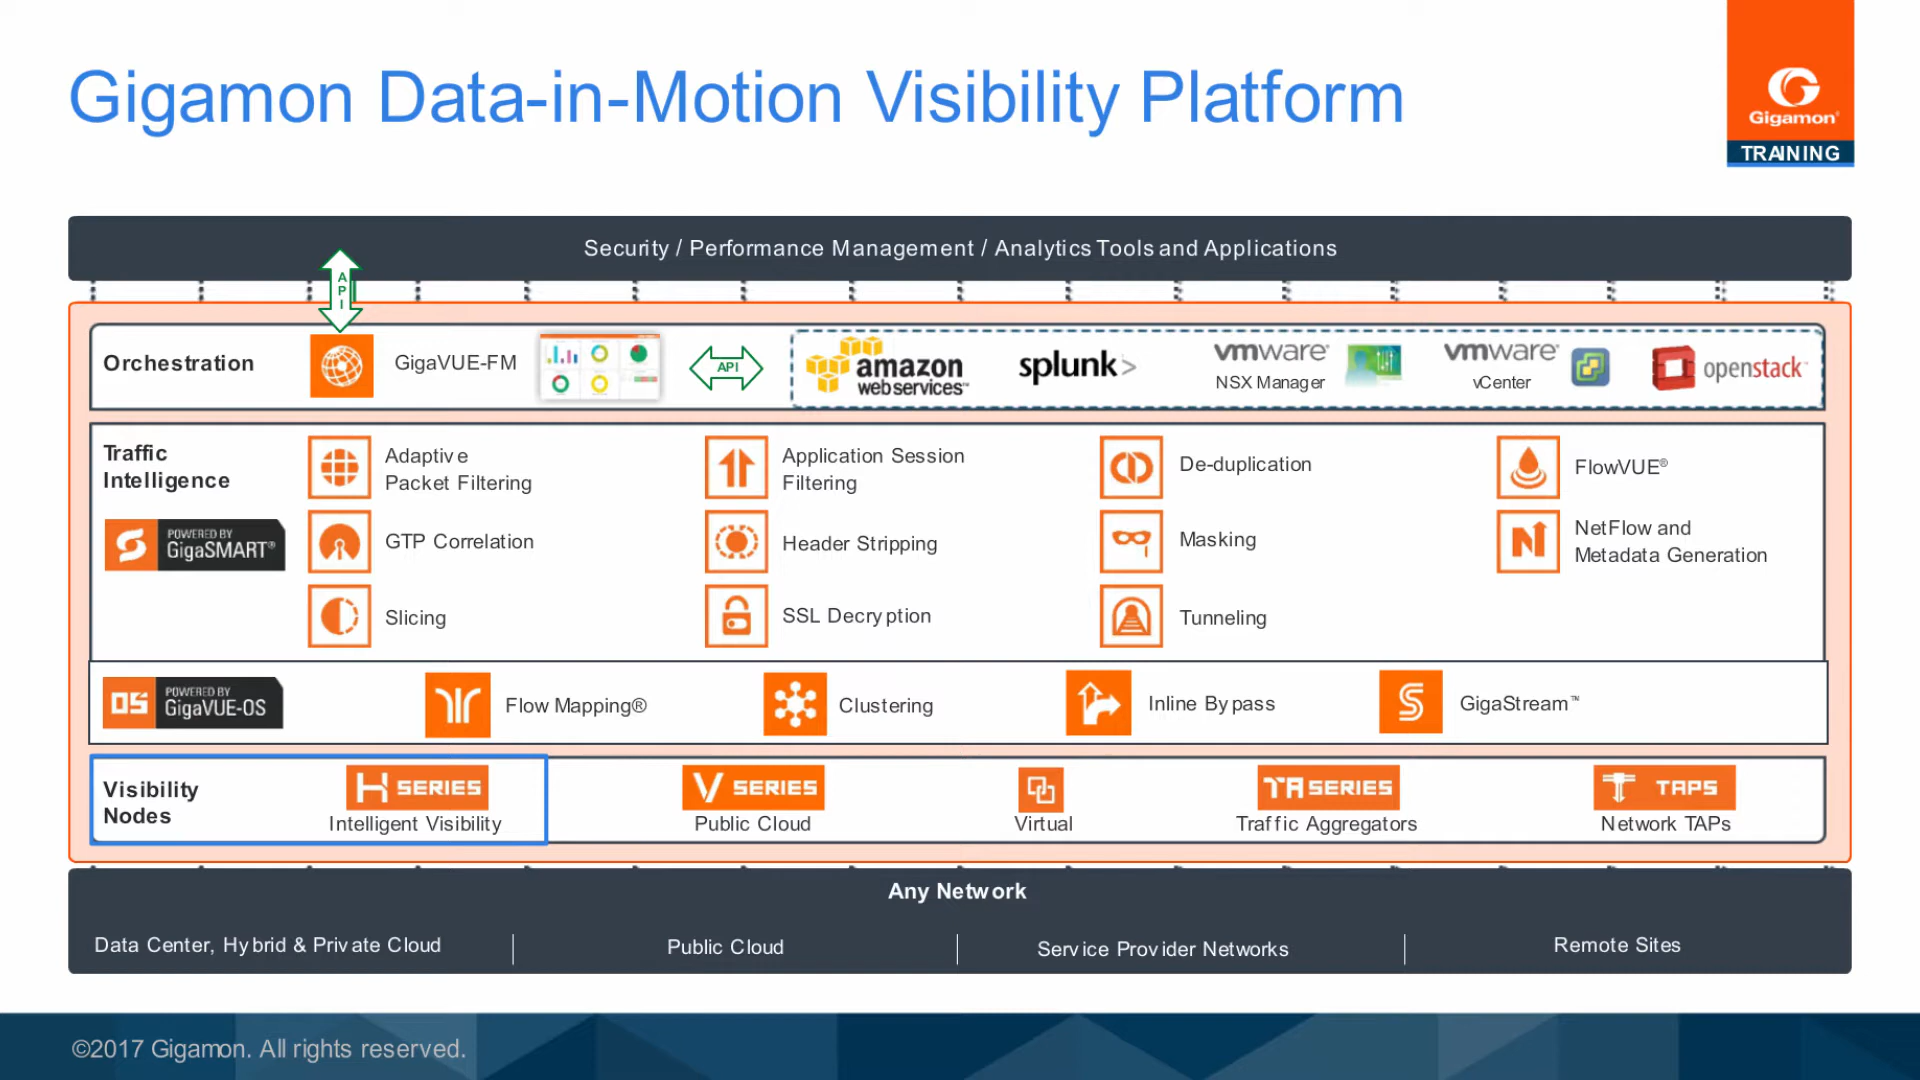 Gigamon Data-in-Motion Visibility Platform
Gigamon®
TRAINING
Security / Performance Management / Analytics Tools and Applications
API
Orchestration
GigaVUE-FM
API
amazon
web services™
splunk>
vmware®
NSX Manager
vmware®
vCenter
openstack™
Traffic
Intelligence
POWERED BY
GigaSMART®
Adaptive
Packet Filtering
Application Session
Filtering
De-duplication
FlowVUE®
GTP Correlation
Header Stripping
Masking
NetFlow and
Metadata Generation
Slicing
SSL Decryption
Tunneling
OS
POWERED BY
GigaVUE-OS
Flow Mapping®
Clustering
Inline Bypass
GigaStream™
Visibility
Nodes
H SERIES
Intelligent Visibility
V SERIES
Public Cloud
Virtual
TA SERIES
Traffic Aggregators
T TAPS
Network TAPs
Any Network
Data Center, Hybrid & Private Cloud
Public Cloud
Service Provider Networks
Remote Sites
©2017 Gigamon. All rights reserved.